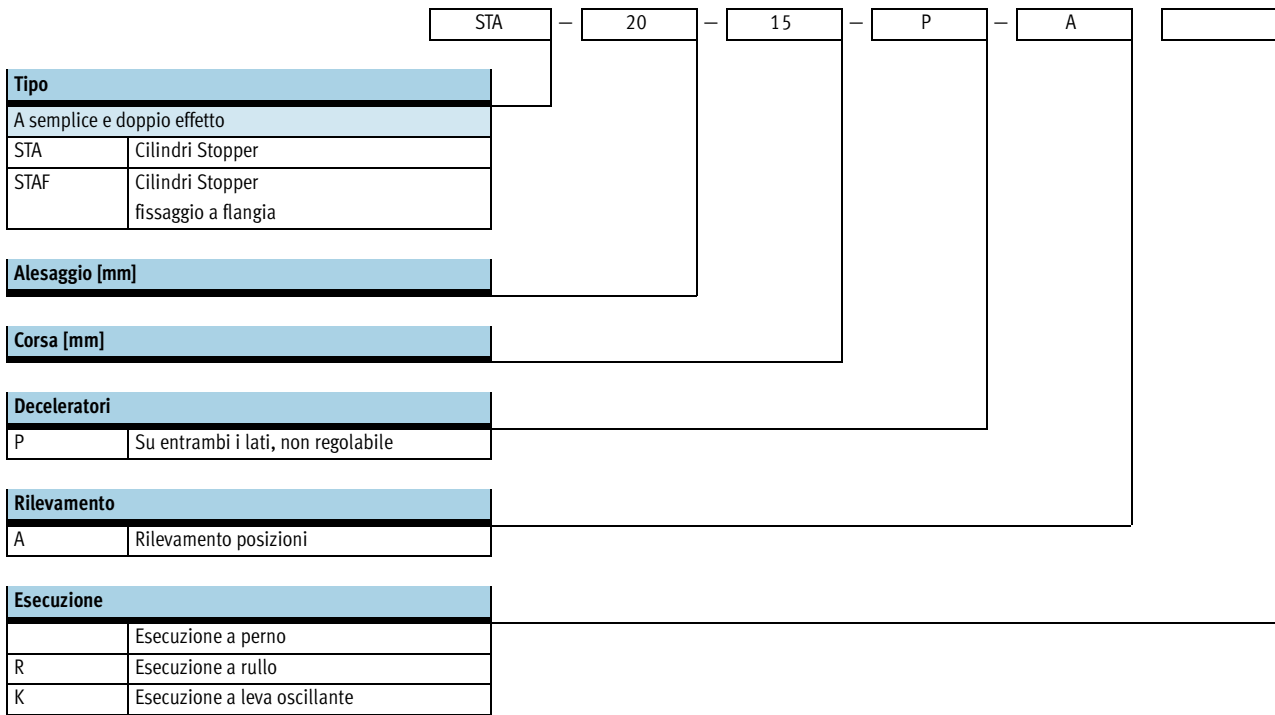 STA – 20 – 15 – P – A
Tipo
A semplice e doppio effetto
STA Cilindri Stopper
STAF Cilindri Stopper
fissaggio a flangia
Alesaggio [mm]
Corsa [mm]
Deceleratori
P Su entrambi i lati, non regolabile
Rilevamento
A Rilevamento posizioni
Esecuzione
Esecuzione a perno
R Esecuzione a rullo
K Esecuzione a leva oscillante